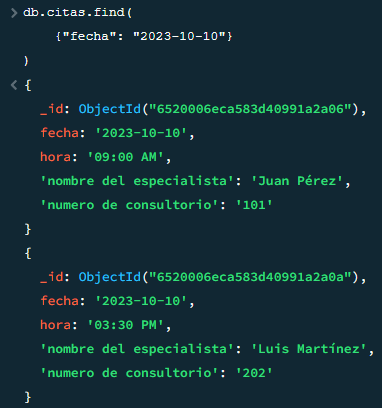 > db.citas.find(
{"fecha": "2023-10-10"}
)
< {
_id: ObjectId("6520006eca583d40991a2a06"),
fecha: '2023-10-10',
hora: '09:00 AM',
'nombre del especialista': 'Juan Pérez',
'numero de consultorio': '101'
}
{
_id: ObjectId("6520006eca583d40991a2a0a"),
fecha: '2023-10-10',
hora: '03:30 PM',
'nombre del especialista': 'Luis Martínez',
'numero de consultorio': '202'
}